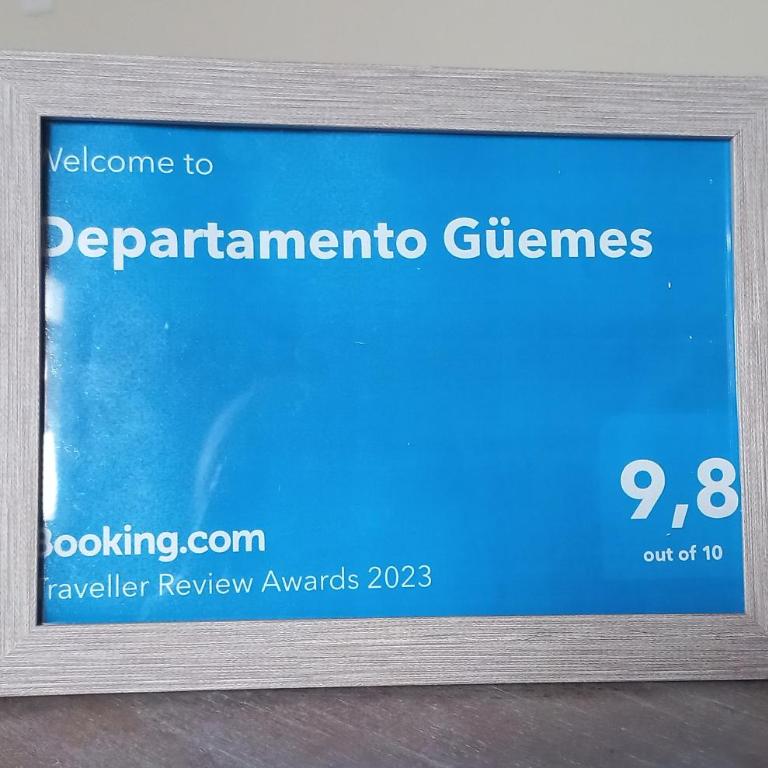 Welcome to
Departamento Güemes
9,8
out of 10
Booking.com
Traveller Review Awards 2023